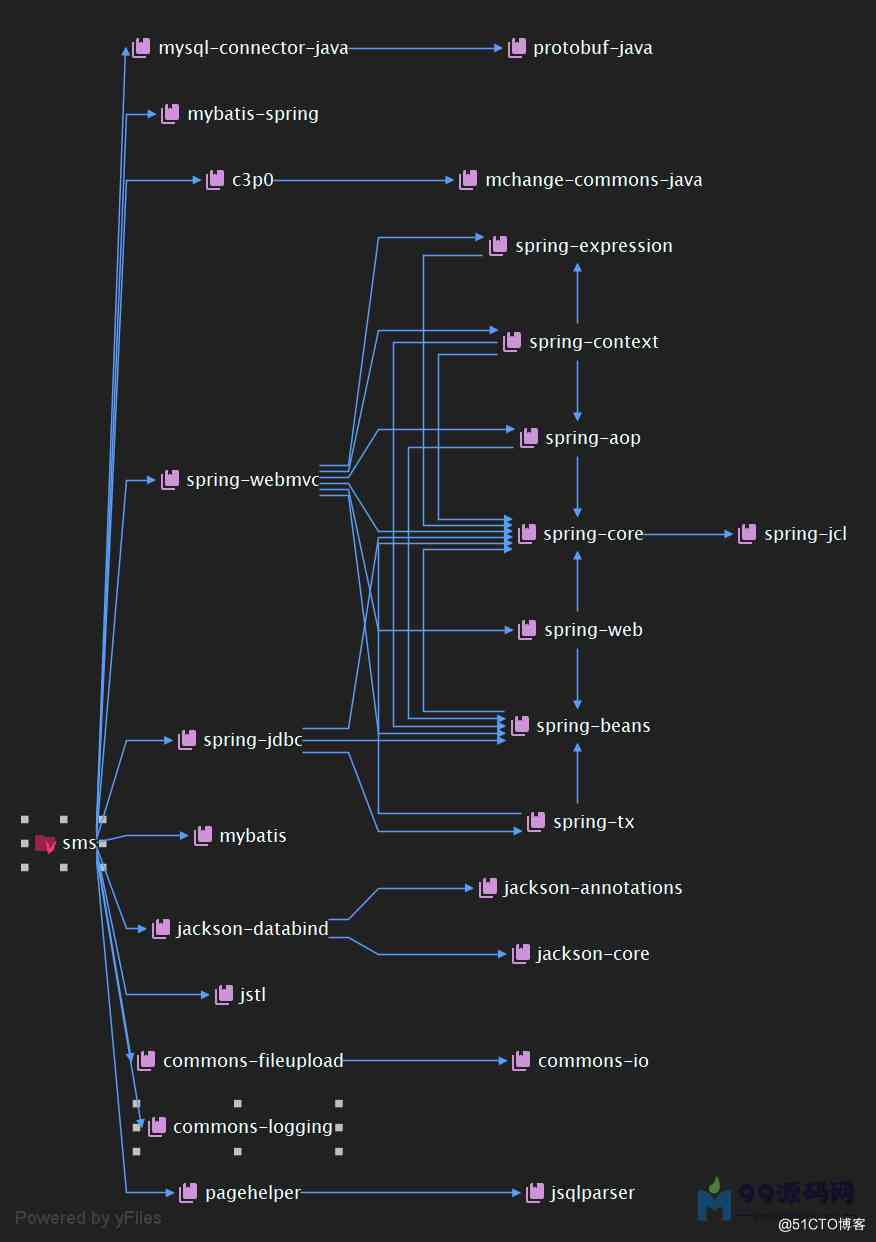 mysql-connector-java
protobuf-java
mybatis-spring
c3p0
mchange-commons-java
spring-expression
spring-context
spring-aop
spring-webmvc
spring-core
spring-jcl
spring-web
spring-beans
spring-jdbc
spring-tx
mybatis
sms
jackson-annotations
jackson-databind
jackson-core
jstl
commons-fileupload
commons-io
commons-logging
pagehelper
jsqlparser
99源码网
Powered by yFiles
@51CTO博客